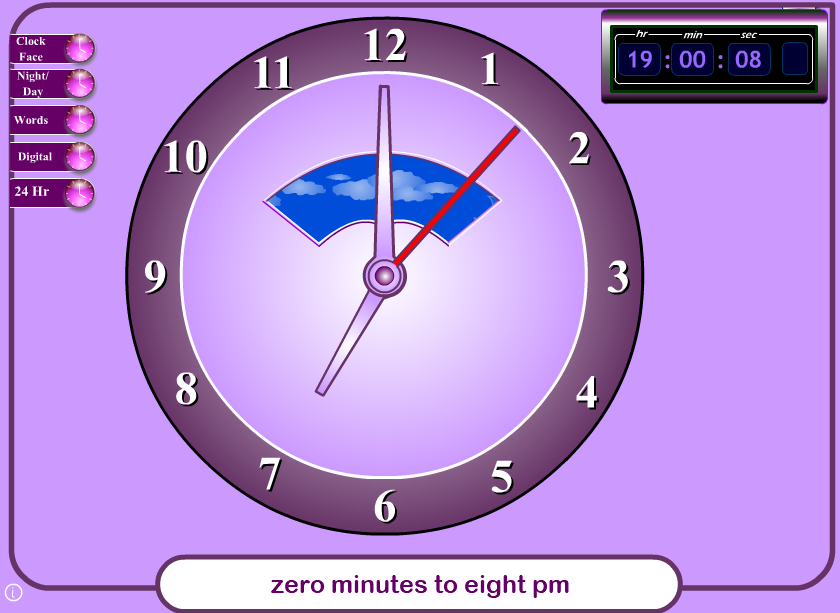 Clock
Face
Night/
Day
Words
Digital
24 Hr
hr min sec
19 : 00 : 08
12
1
2
3
4
5
6
7
8
9
10
11
zero minutes to eight pm
i